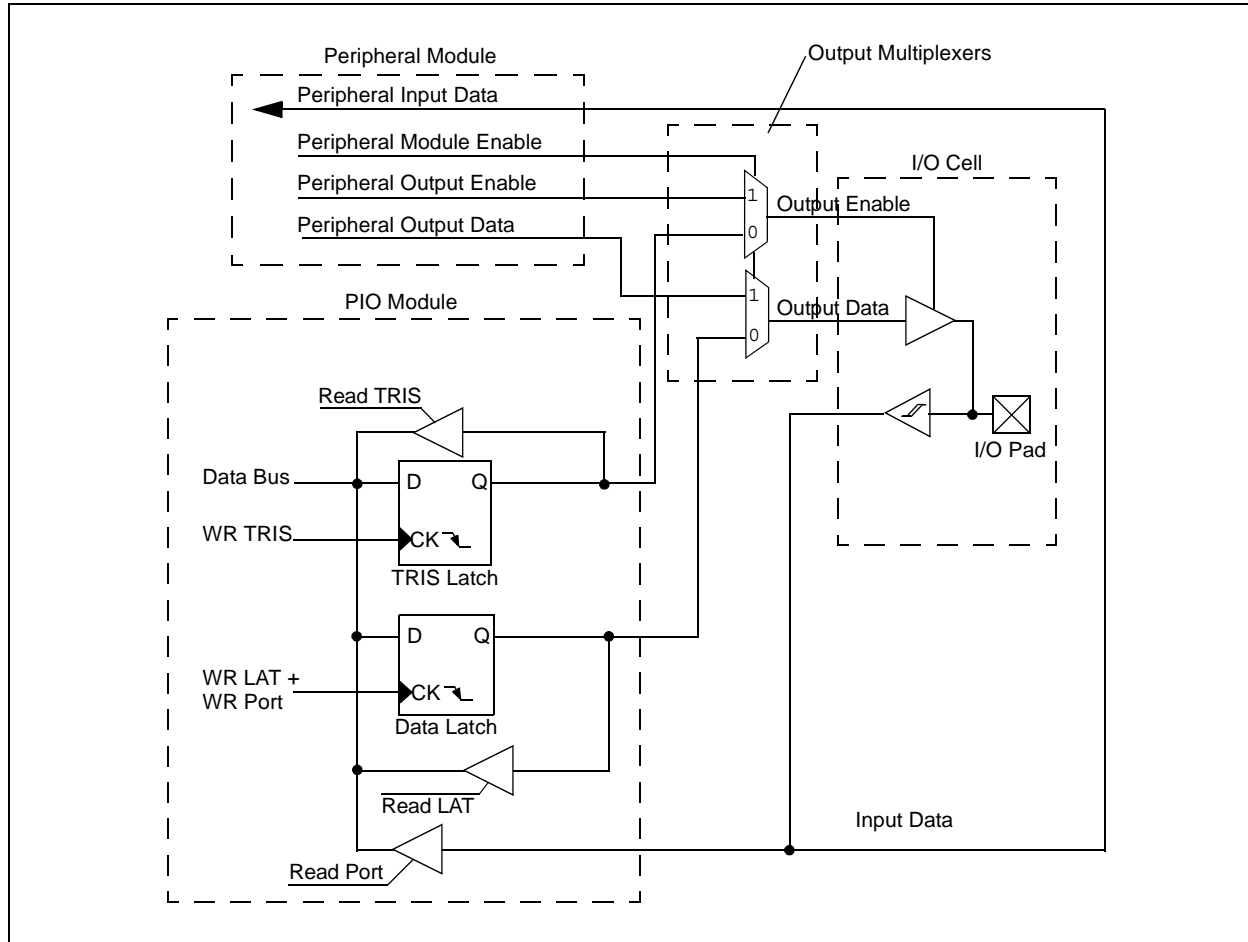 Peripheral Module
Output Multiplexers
Peripheral Input Data
Peripheral Module Enable
I/O Cell
Peripheral Output Enable
1
Output Enable
Peripheral Output Data
0
PIO Module
1
Output Data
0
Read TRIS
I/O Pad
Data Bus
D
Q
WR TRIS
CK
TRIS Latch
D
Q
WR LAT +
WR Port
CK
Data Latch
Read LAT
Input Data
Read Port